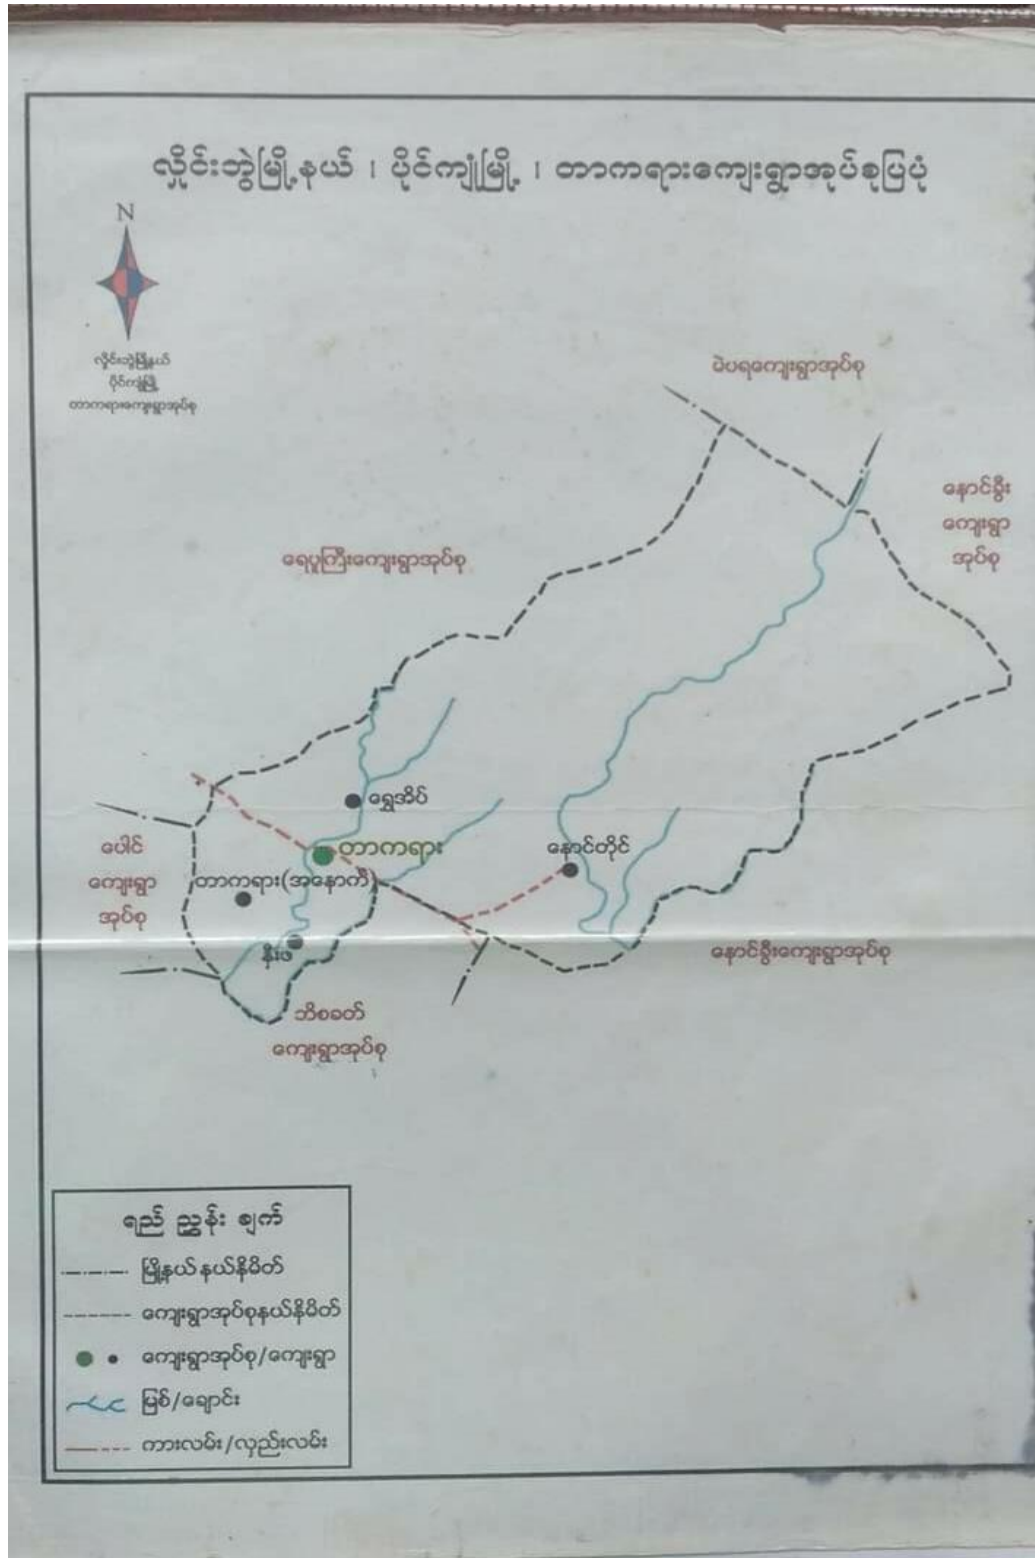 လှိုင်းဘွဲမြို့နယ် ၊ ပိုင်ကျုံမြို့ ၊ တာကရားကျေးရွာအုပ်စုပြပုံ
N
လှိုင်းဘွဲမြို့နယ်
ပိုင်ကျုံမြို့
တာကရားကျေးရွာအုပ်စု
မဲပရကျေးရွာအုပ်စု
နောင်ခွီး
ကျေးရွာ
အုပ်စု
ရေပူကြီးကျေးရွာအုပ်စု
ရွှေအိပ်
ပေါင်
ကျေးရွာ
အုပ်စု
တာကရား
နောင်တိုင်
တာကရား(အနောက်)
နီးဖ
နောင်ခွီးကျေးရွာအုပ်စု
ဘိစခတ်
ကျေးရွာအုပ်စု
ရည် ညွှန်း ချက်
မြို့နယ်နယ်နိမိတ်
ကျေးရွာအုပ်စုနယ်နိမိတ်
ကျေးရွာအုပ်စု/ကျေးရွာ
မြစ်/ချောင်း
ကားလမ်း/လှည်းလမ်း